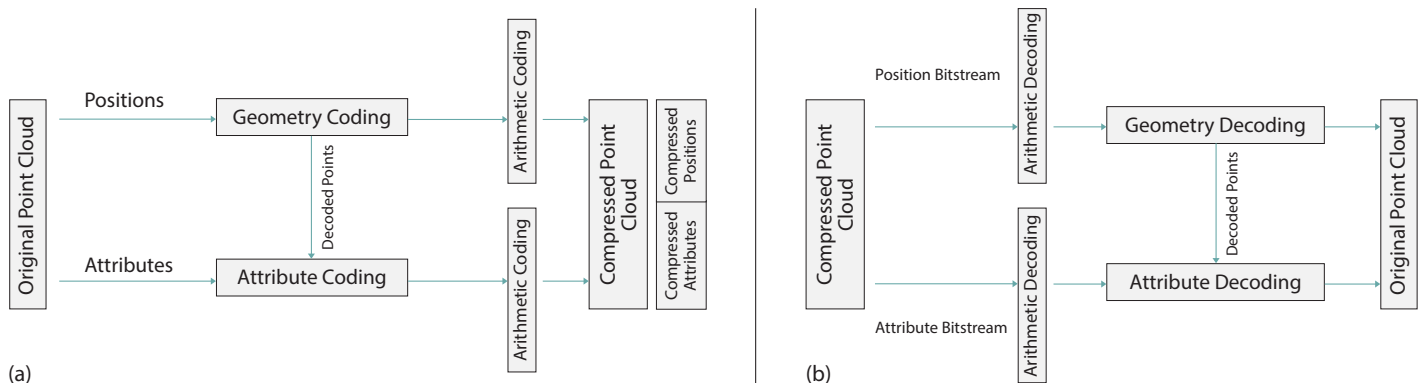 Original Point Cloud
Positions
Attributes
Geometry Coding
Decoded Points
Attribute Coding
Arithmetic Coding
Arithmetic Coding
Compressed Point
Cloud
Compressed
Positions
Compressed
Attributes
(a)
Compressed Point
Cloud
Position Bitstream
Attribute Bitstream
Arithmetic Decoding
Arithmetic Decoding
Geometry Decoding
Decoded Points
Attribute Decoding
Original Point Cloud
(b)